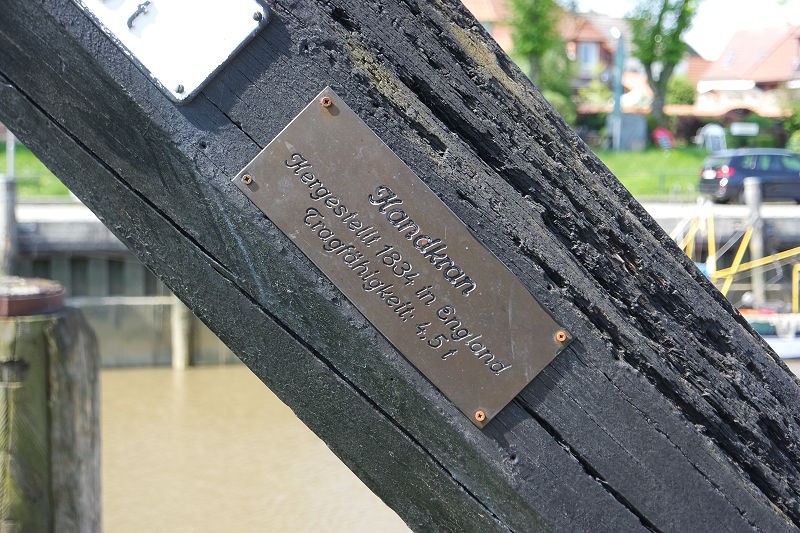 t
Handkran
Hergestellt 1834 in England
Tragfähigkeit: 4,5 t